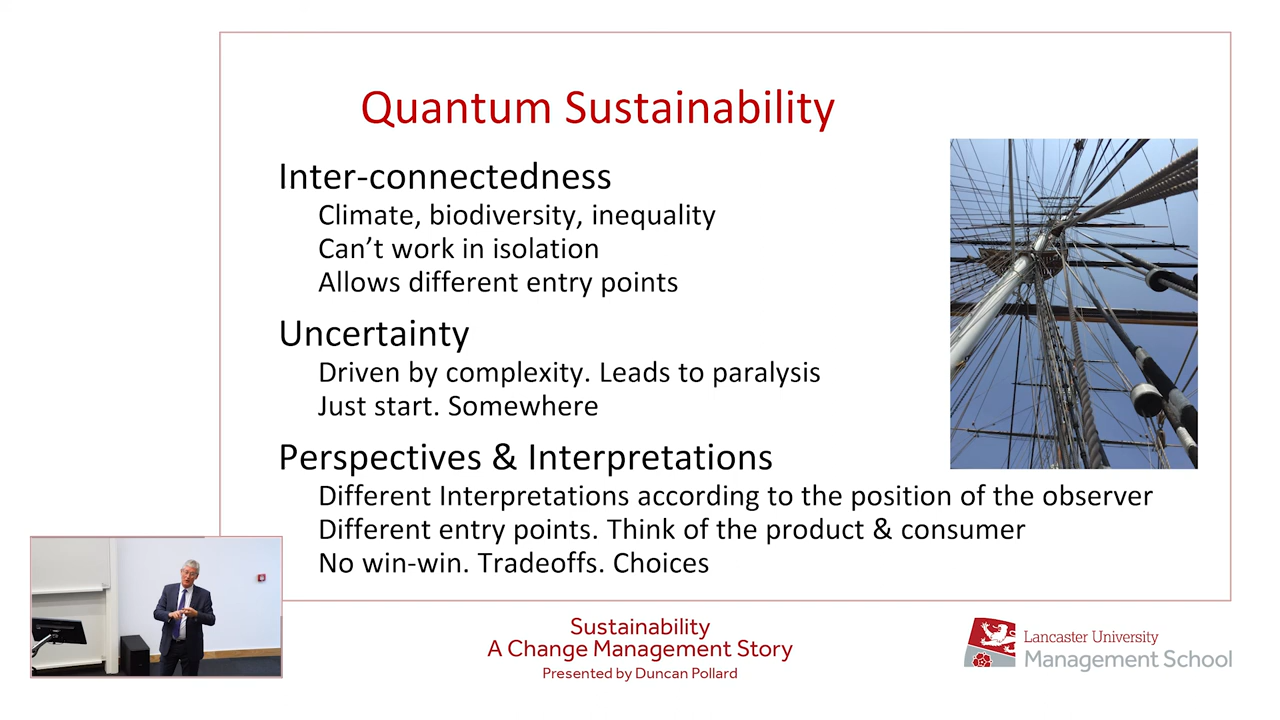 Quantum Sustainability
Inter-connectedness
Climate, biodiversity, inequality
Can’t work in isolation
Allows different entry points
Uncertainty
Driven by complexity. Leads to paralysis
Just start. Somewhere
Perspectives & Interpretations
Different Interpretations according to the position of the observer
Different entry points. Think of the product & consumer
No win-win. Tradeoffs. Choices
Sustainability
A Change Management Story
Presented by Duncan Pollard
Lancaster University
Management School